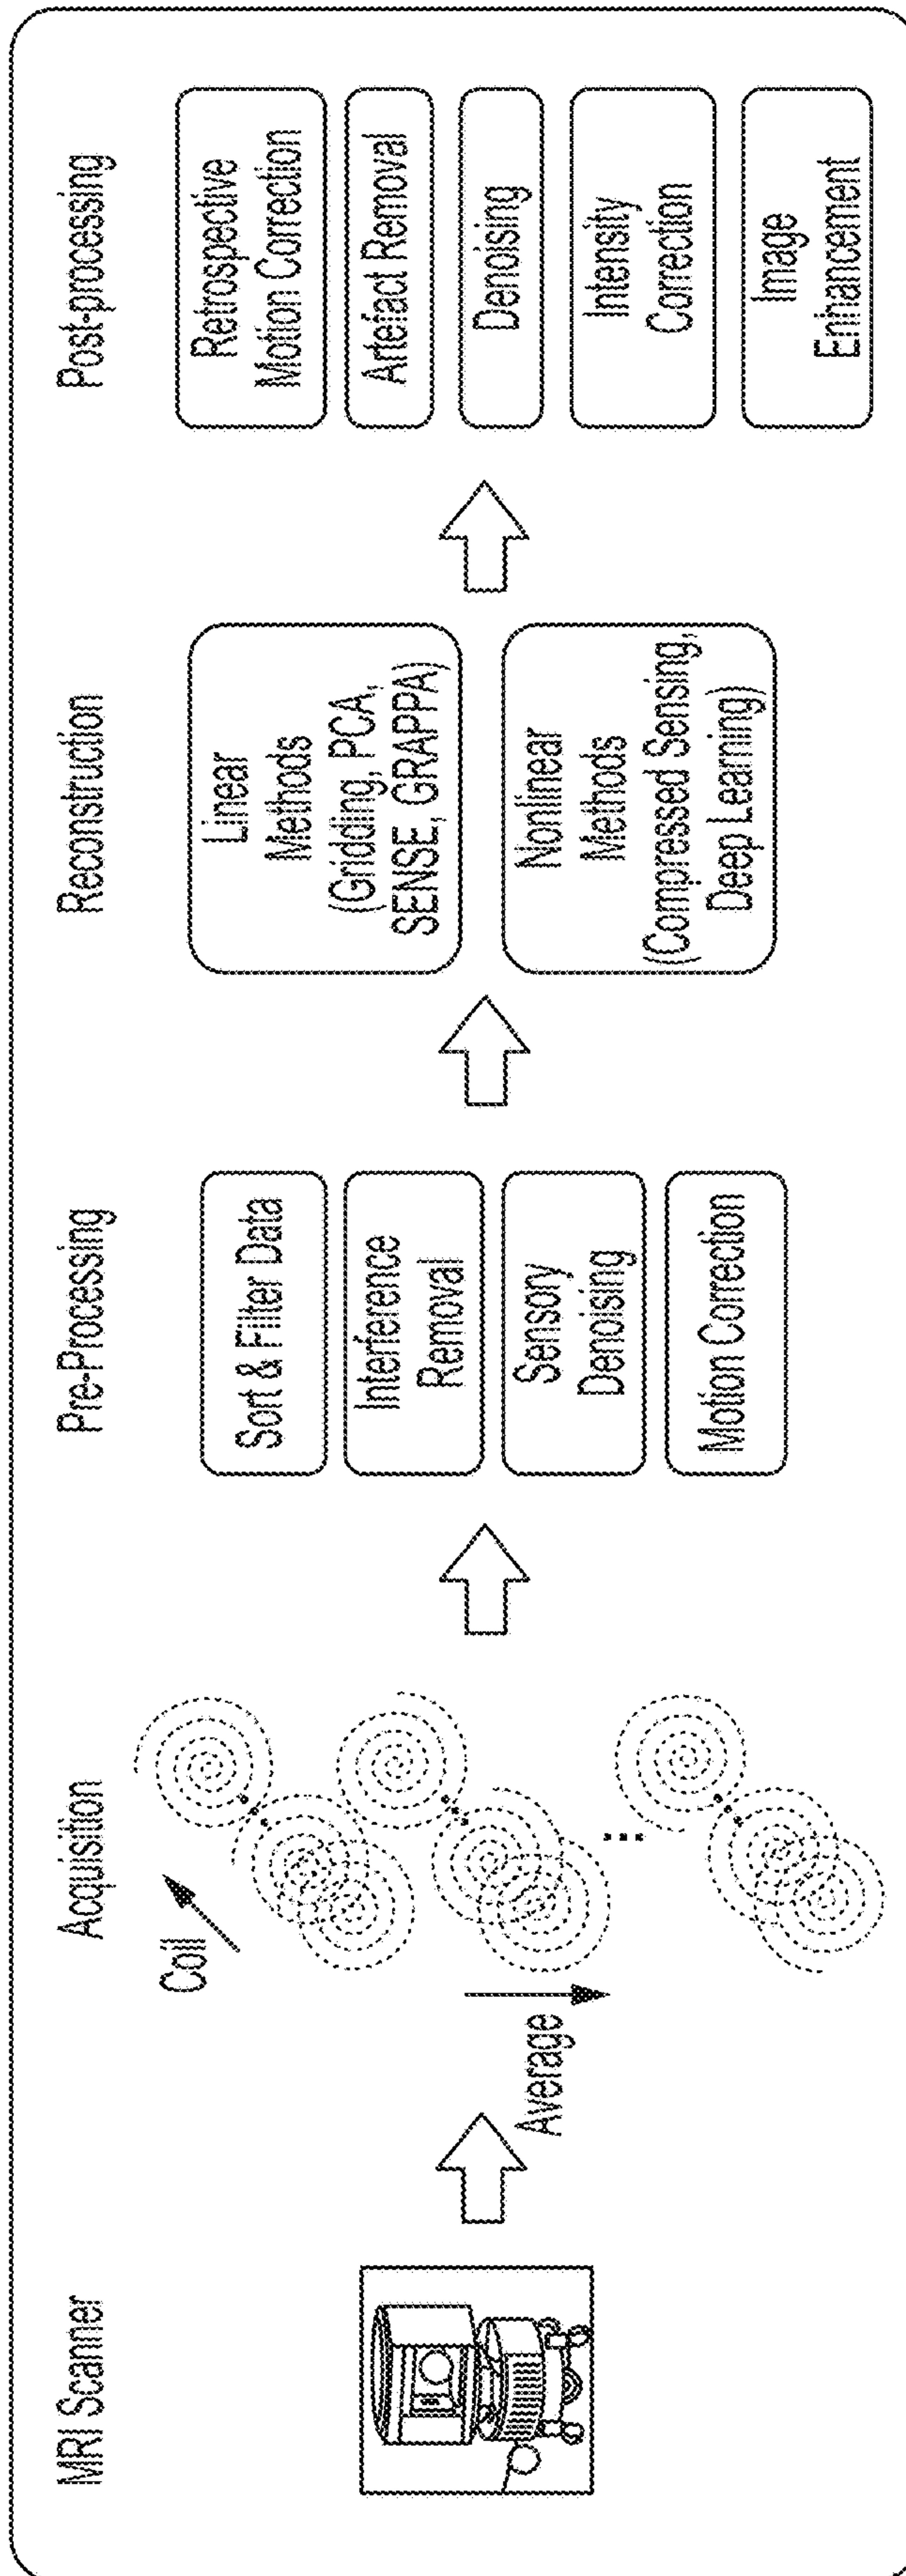 MRI Scanner
Acquisition
Coil
Average
Pre-Processing
Sort & Filter Data
Interference
Removal
Sensory
Denoising
Motion Correction
Reconstruction
Linear
Methods
(Gridding, PCA,
SENSE, GRAPPA)
Nonlinear
Methods
(Compressed Sensing,
Deep Learning)
Post-processing
Retrospective
Motion Correction
Artefact Removal
Denoising
Intensity
Correction
Image
Enhancement